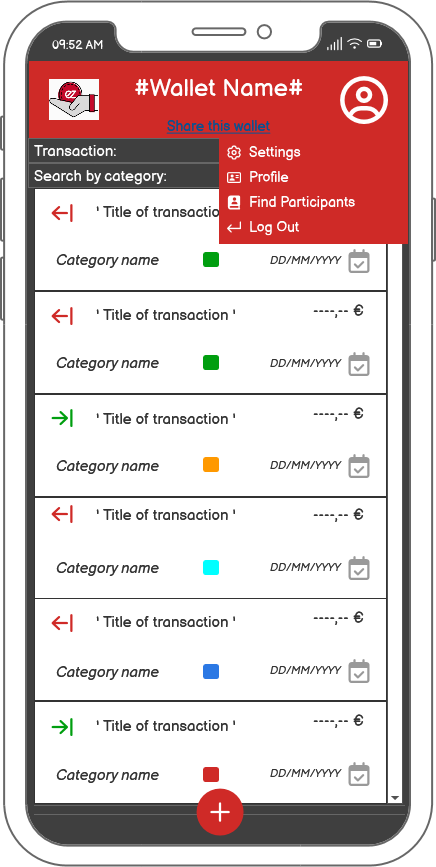 09:52 AM
ez
#Wallet Name#
Share this wallet
Transaction:
Settings
Search by category:
Profile
Find Participants
Log Out
' Title of transactio
Category name
DD/MM/YYYY
' Title of transaction '
----,-- €
Category name
DD/MM/YYYY
' Title of transaction '
----,-- €
Category name
DD/MM/YYYY
' Title of transaction '
----,-- €
Category name
DD/MM/YYYY
' Title of transaction '
----,-- €
Category name
DD/MM/YYYY
' Title of transaction '
----,-- €
Category name
DD/MM/YYYY